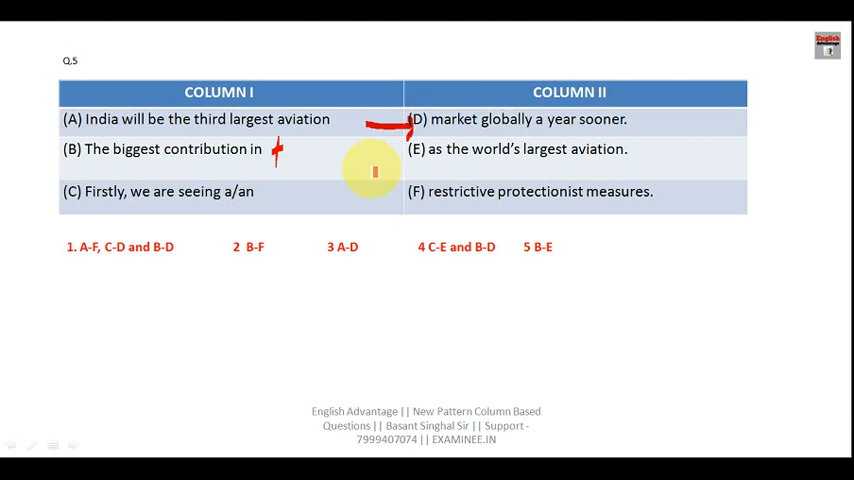 English
Advantage
Q.5
COLUMN I
COLUMN II
(A) India will be the third largest aviation
(D) market globally a year sooner.
(B) The biggest contribution in
(E) as the world's largest aviation.
(C) Firstly, we are seeing a/an
(F) restrictive protectionist measures.
1. A-F, C-D and B-D 2 B-F 3 A-D 4 C-E and B-D 5 B-E
English Advantage || New Pattern Column Based
Questions || Basant Singhal Sir || Support -
7999407074 || EXAMINEE.IN